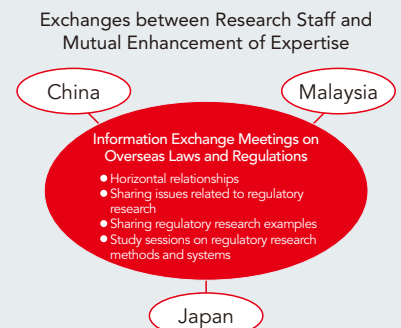 Exchanges between Research Staff and
Mutual Enhancement of Expertise
China
Malaysia
Information Exchange Meetings on
Overseas Laws and Regulations
● Horizontal relationships
● Sharing issues related to regulatory
research
● Sharing regulatory research examples
● Study sessions on regulatory research
methods and systems
Japan